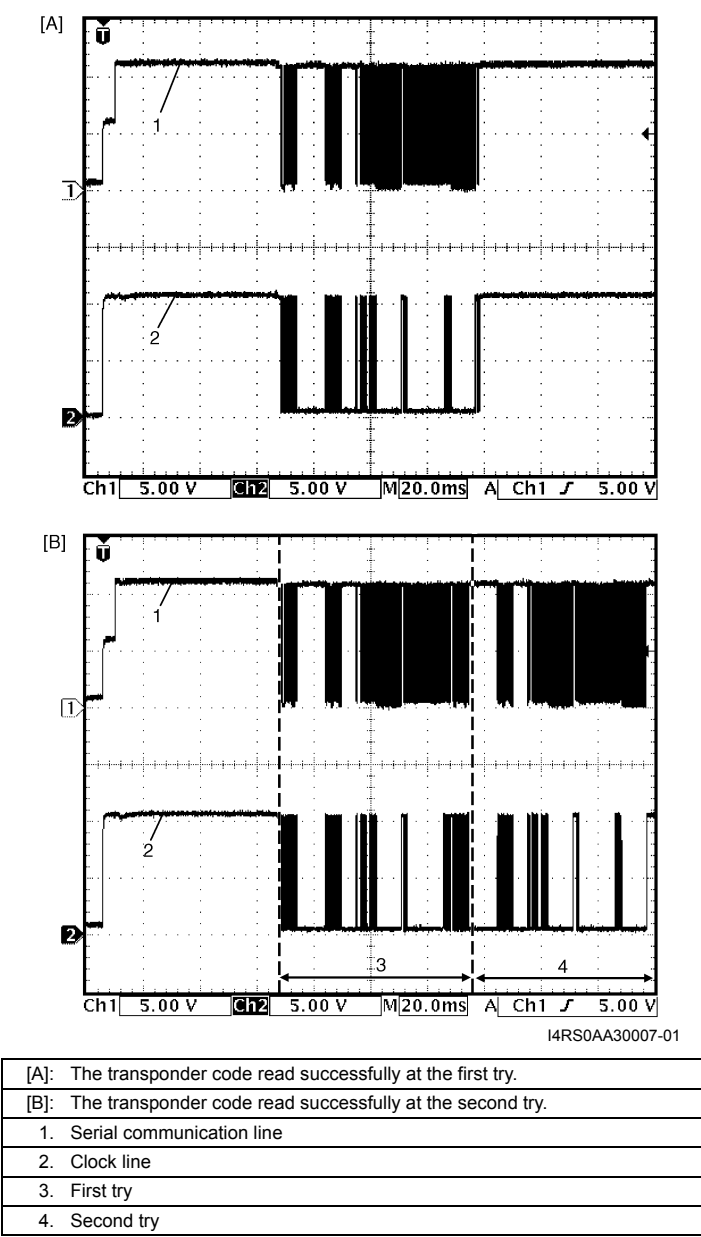 [A]
T
1
1
2
2
Ch1 5.00 V Ch2 5.00 V M 20.0ms A Ch1 5.00 V
[B]
T
1
1
2
2
3 4
Ch1 5.00 V Ch2 5.00 V M 20.0ms A Ch1 5.00 V
I4RS0AA30007-01
[A]: The transponder code read successfully at the first try.
[B]: The transponder code read successfully at the second try.
1. Serial communication line
2. Clock line
3. First try
4. Second try